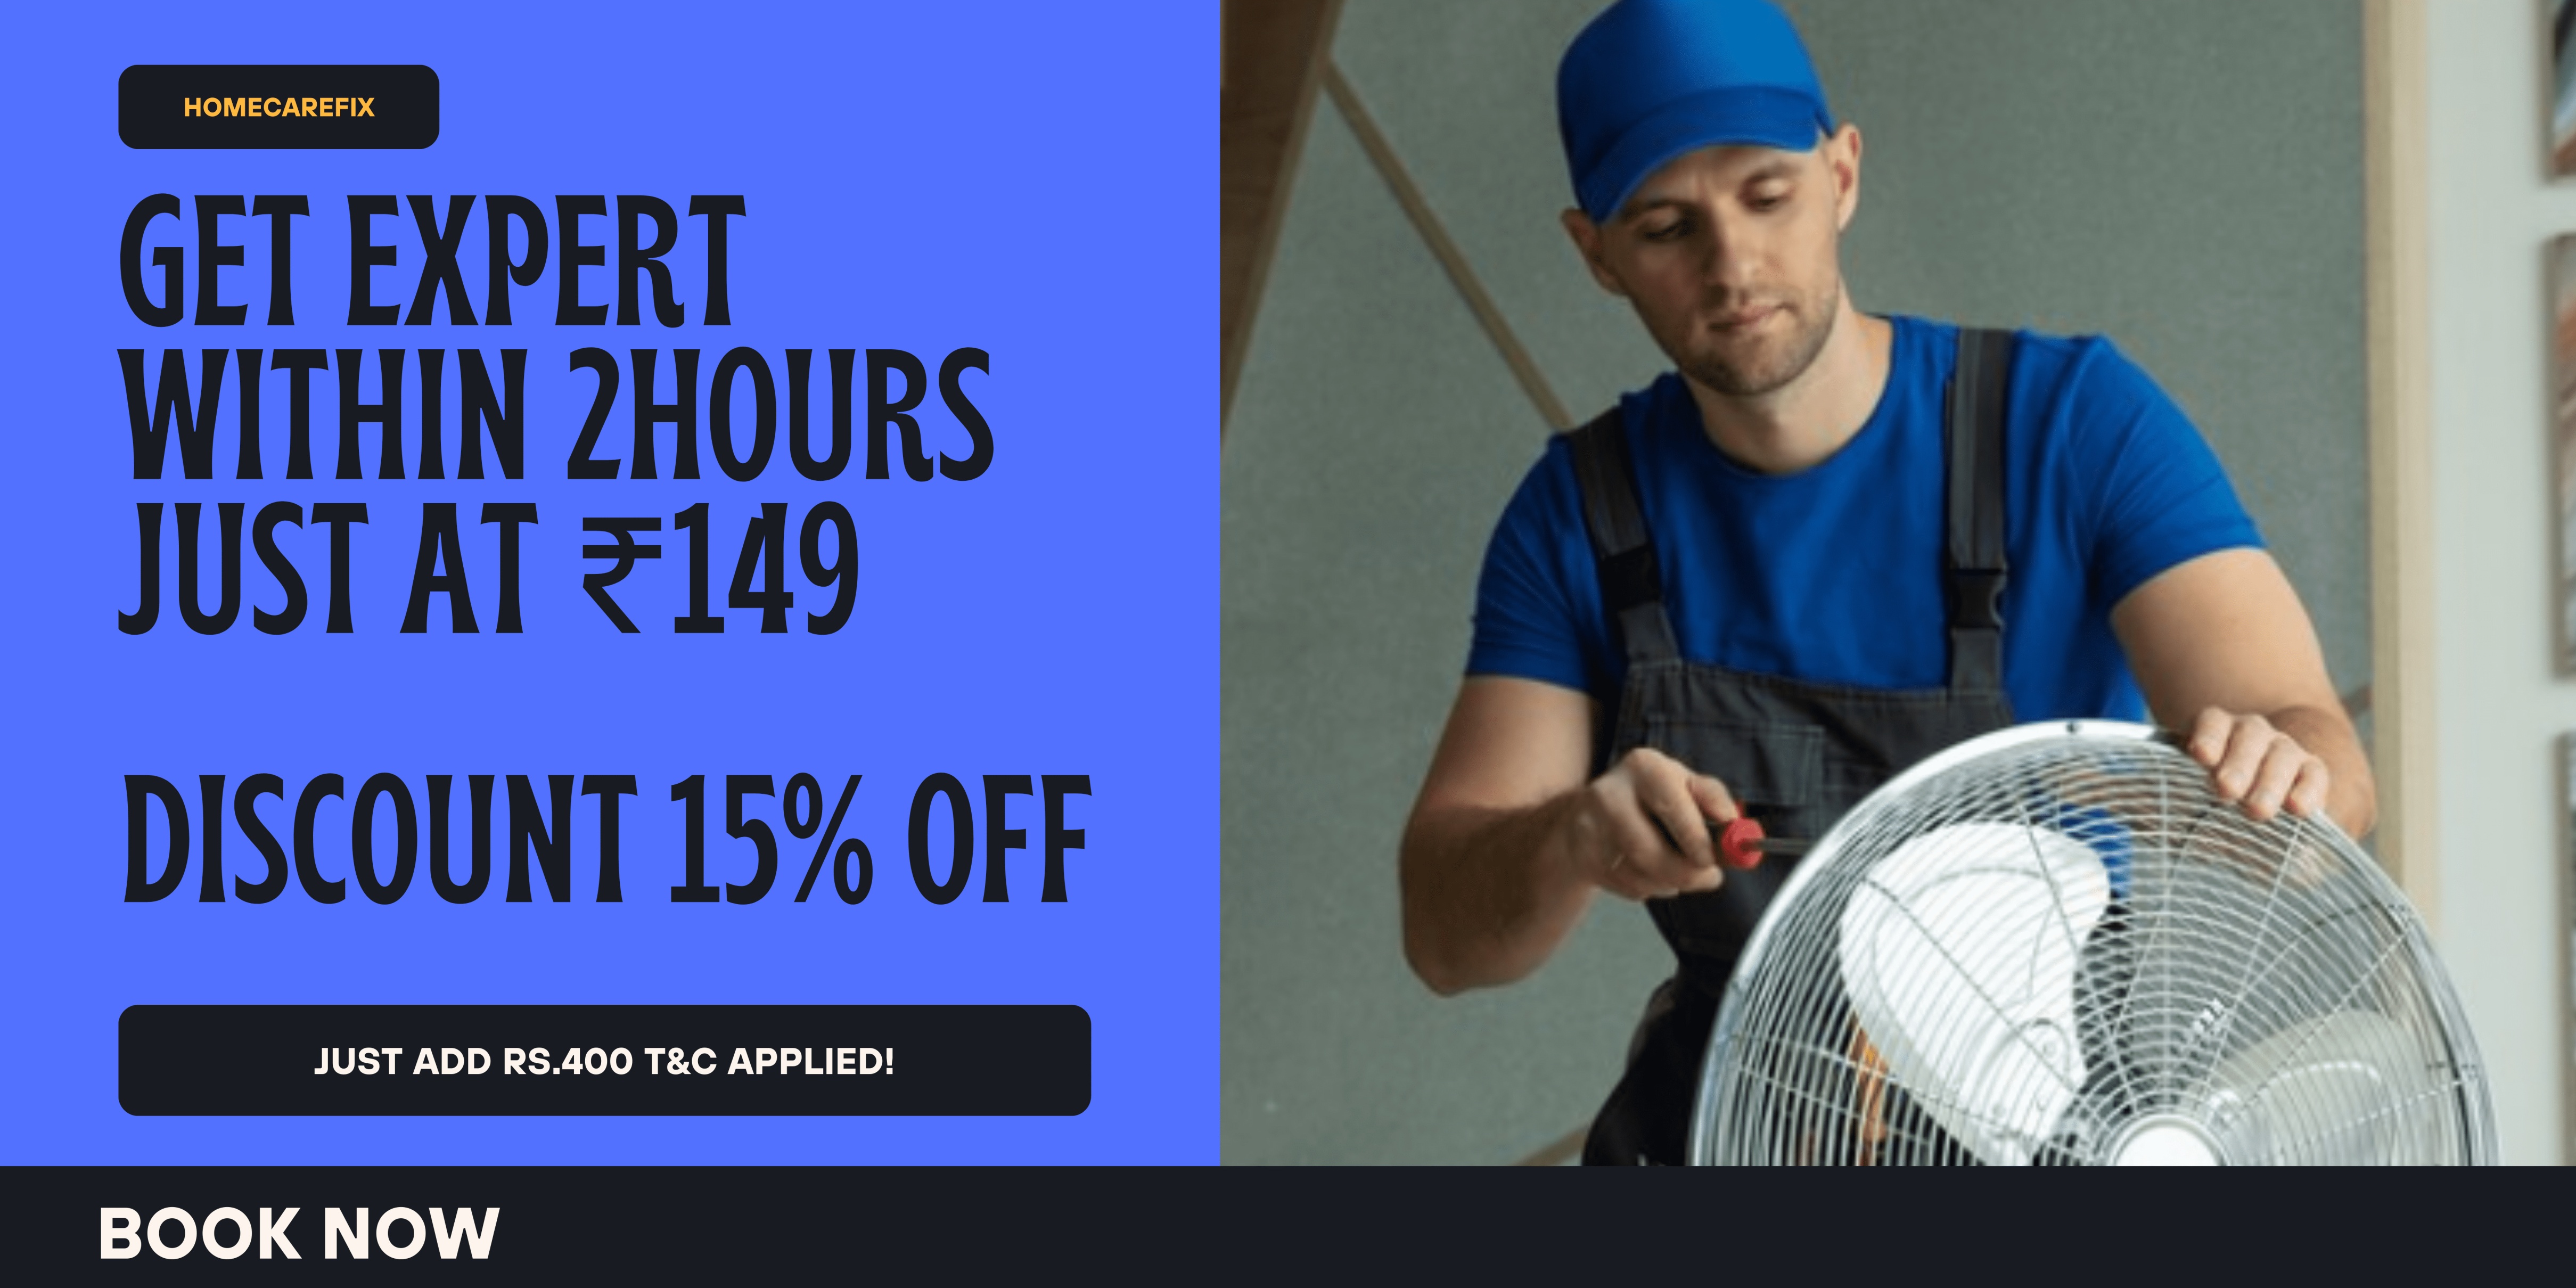 HOMECAREFIX
GET EXPERT
WITHIN 2HOURS
JUST AT ₹149
DISCOUNT 15% OFF
JUST ADD RS.400 T&C APPLIED!
BOOK NOW